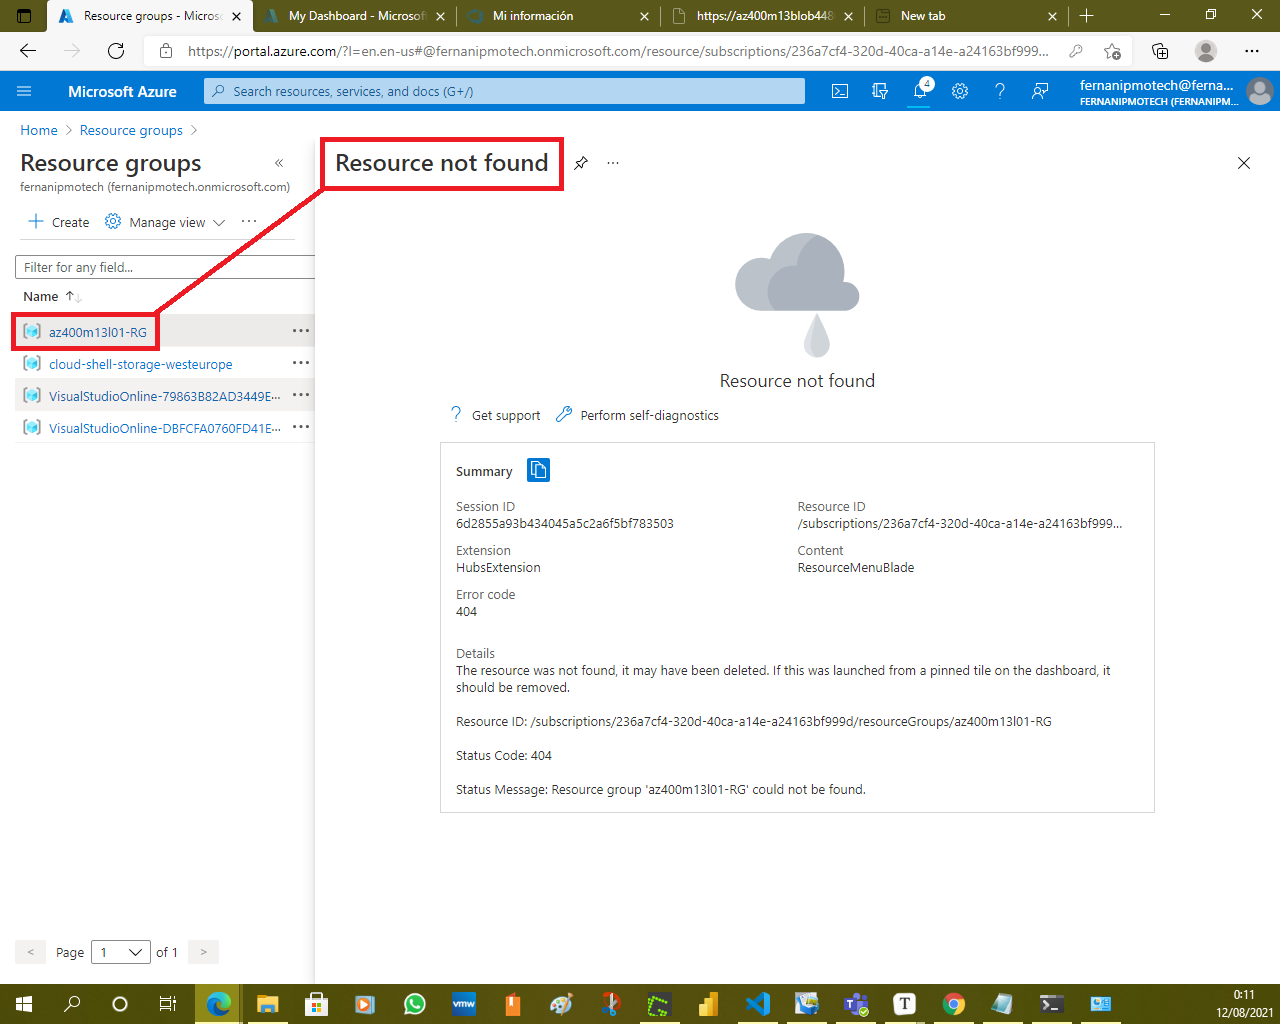 Resource groups - Micros
My Dashboard - Microsoft
Mi información
https://az400m13blob448
New tab
https://portal.azure.com/?l=en.en-us#@fernanipmotech.onmicrosoft.com/resource/subscriptions/236a7cf4-320d-40ca-a14e-a24163bf999...
Microsoft Azure
Search resources, services, and docs (G+/)
4
fernanipmotech@ferna...
FERNANIPMOTECH (FERNANIPM...
Home > Resource groups >
Resource groups
«
fernanipmotech (fernanipmotech.onmicrosoft.com)
Resource not found
...
Create
Manage view
...
Filter for any field...
Name
az400m13l01-RG
cloud-shell-storage-westeurope
VisualStudioOnline-79863B82AD3449E...
VisualStudioOnline-DBFCFA0760FD41E...
Resource not found
Get support
Perform self-diagnostics
Summary
Session ID
6d2855a93b434045a5c2a6f5bf783503
Resource ID
/subscriptions/236a7cf4-320d-40ca-a14e-a24163bf999...
Extension
HubsExtension
Content
ResourceMenuBlade
Error code
404
Details
The resource was not found, it may have been deleted. If this was launched from a pinned tile on the dashboard, it
should be removed.
Resource ID: /subscriptions/236a7cf4-320d-40ca-a14e-a24163bf999d/resourceGroups/az400m13l01-RG
Status Code: 404
Status Message: Resource group 'az400m13l01-RG' could not be found.
< Page 1 of 1 >
vmw
T
0:11
12/08/2021